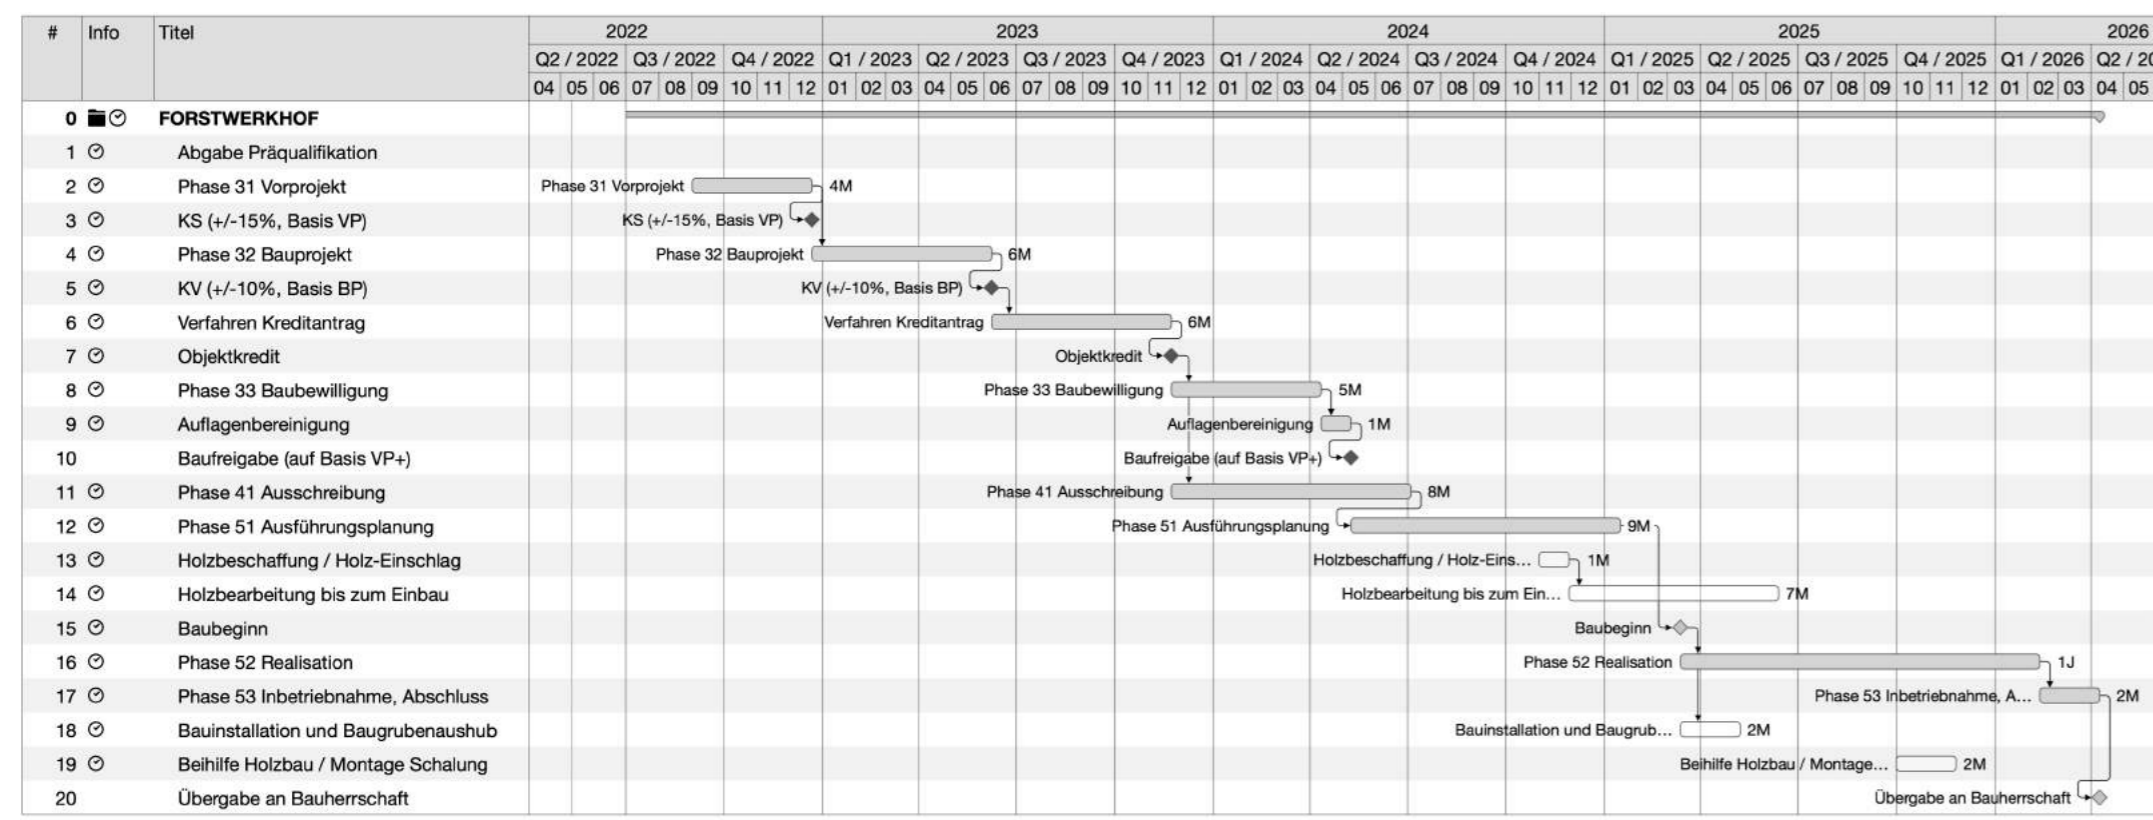 # Info Titel 2022 2023 2024 2025 2026
Q2 / 2022 Q3 / 2022 Q4 / 2022 Q1 / 2023 Q2 / 2023 Q3 / 2023 Q4 / 2023 Q1 / 2024 Q2 / 2024 Q3 / 2024 Q4 / 2024 Q1 / 2025 Q2 / 2025 Q3 / 2025 Q4 / 2025 Q1 / 2026 Q2 / 20
04 05 06 07 08 09 10 11 12 01 02 03 04 05 06 07 08 09 10 11 12 01 02 03 04 05 06 07 08 09 10 11 12 01 02 03 04 05 06 07 08 09 10 11 12 01 02 03 04 05
0 FORSTWERKHOF
1 Abgabe Präqualifikation
2 Phase 31 Vorprojekt Phase 31 Vorprojekt 4M
3 KS (+/-15%, Basis VP) KS (+/-15%, Basis VP)
4 Phase 32 Bauprojekt Phase 32 Bauprojekt 6M
5 KV (+/-10%, Basis BP) KV (+/-10%, Basis BP)
6 Verfahren Kreditantrag Verfahren Kreditantrag 6M
7 Objektkredit Objektkredit
8 Phase 33 Baubewilligung Phase 33 Baubewilligung 5M
9 Auflagenbereinigung Auflagenbereinigung 1M
10 Baufreigabe (auf Basis VP+) Baufreigabe (auf Basis VP+)
11 Phase 41 Ausschreibung Phase 41 Ausschreibung 8M
12 Phase 51 Ausführungsplanung Phase 51 Ausführungsplanung 9M
13 Holzbeschaffung / Holz-Einschlag Holzbeschaffung / Holz-Eins... 1M
14 Holzbearbeitung bis zum Einbau Holzbearbeitung bis zum Ein... 7M
15 Baubeginn Baubeginn
16 Phase 52 Realisation Phase 52 Realisation 1J
17 Phase 53 Inbetriebnahme, Abschluss Phase 53 Inbetriebnahme, A... 2M
18 Bauinstallation und Baugrubenaushub Bauinstallation und Baugrub... 2M
19 Beihilfe Holzbau / Montage Schalung Beihilfe Holzbau / Montage... 2M
20 Übergabe an Bauherrschaft Übergabe an Bauherrschaft